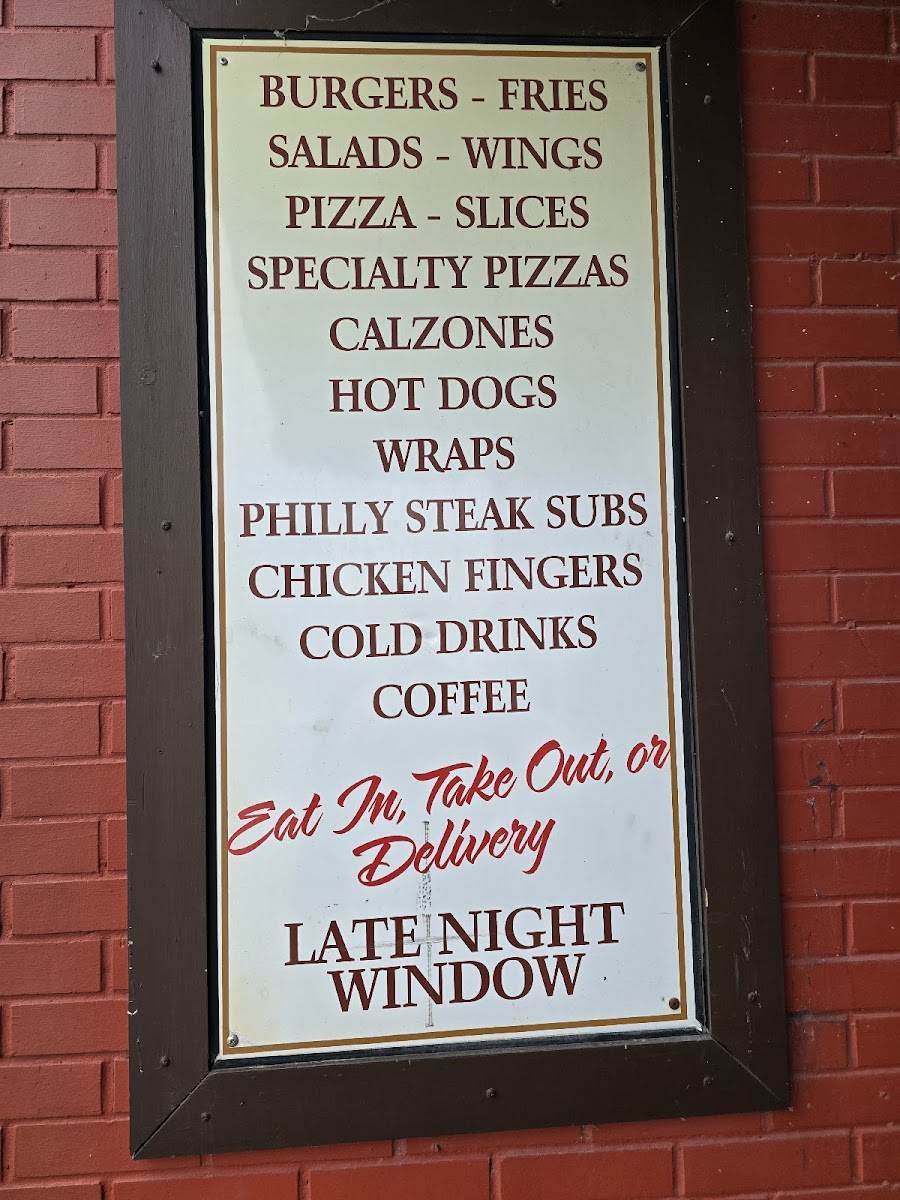 BURGERS - FRIES
SALADS - WINGS
PIZZA - SLICES
SPECIALTY PIZZAS
CALZONES
HOT DOGS
WRAPS
PHILLY STEAK SUBS
CHICKEN FINGERS
COLD DRINKS
COFFEE
Eat In, Take Out, or
Delivery
LATE NIGHT
WINDOW